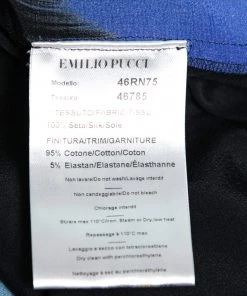 EMILIO PUCCI
Modello: 46RN75
Tessuto: 46785
TESSUTO/FABRIC/TISSU
100% Seta/Silk/Soie
FINITURA/TRIM/GARNITURE
95% Cotone/Cotton/Coton
5% Elastan/Elastane/Élasthanne
Non lavare/Do not wash/Lavage interdit
Non candeggiabile/Do not bleach
Chlorage interdit
Stirare max 110°C/Iron. Steam or Dry, low heat
Repassage à 110°C max
Lavaggio a secco con tetracloroetilene
Dry clean with perchlorethylene
Nettoyage à sec au perchloréthylène